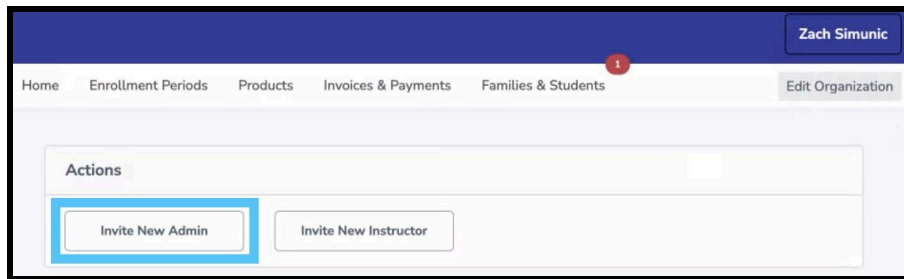 Zach Simunic
1
Home Enrollment Periods Products Invoices & Payments Families & Students Edit Organization
Actions
Invite New Admin Invite New Instructor